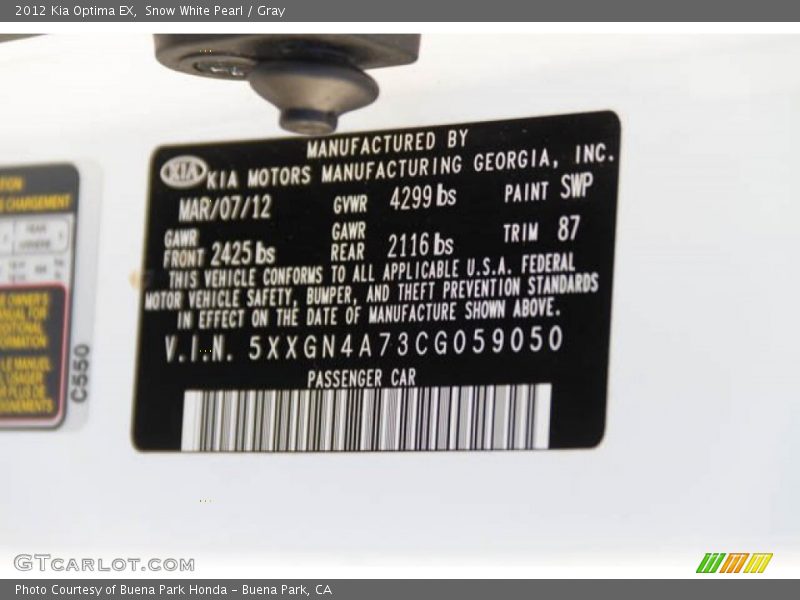 2012 Kia Optima EX, Snow White Pearl / Gray
MANUFACTURED BY
KIA KIA MOTORS MANUFACTURING GEORGIA, INC.
MAR/07/12 GVWR 4299 lbs PAINT SWP
GAWR FRONT 2425 lbs GAWR REAR 2116 lbs TRIM 87
THIS VEHICLE CONFORMS TO ALL APPLICABLE U.S.A. FEDERAL
MOTOR VEHICLE SAFETY, BUMPER, AND THEFT PREVENTION STANDARDS
IN EFFECT ON THE DATE OF MANUFACTURE SHOWN ABOVE.
V.I.N. 5XXGN4A73CG059050
PASSENGER CAR
C550
GTCARLOT.COM
Photo Courtesy of Buena Park Honda - Buena Park, CA